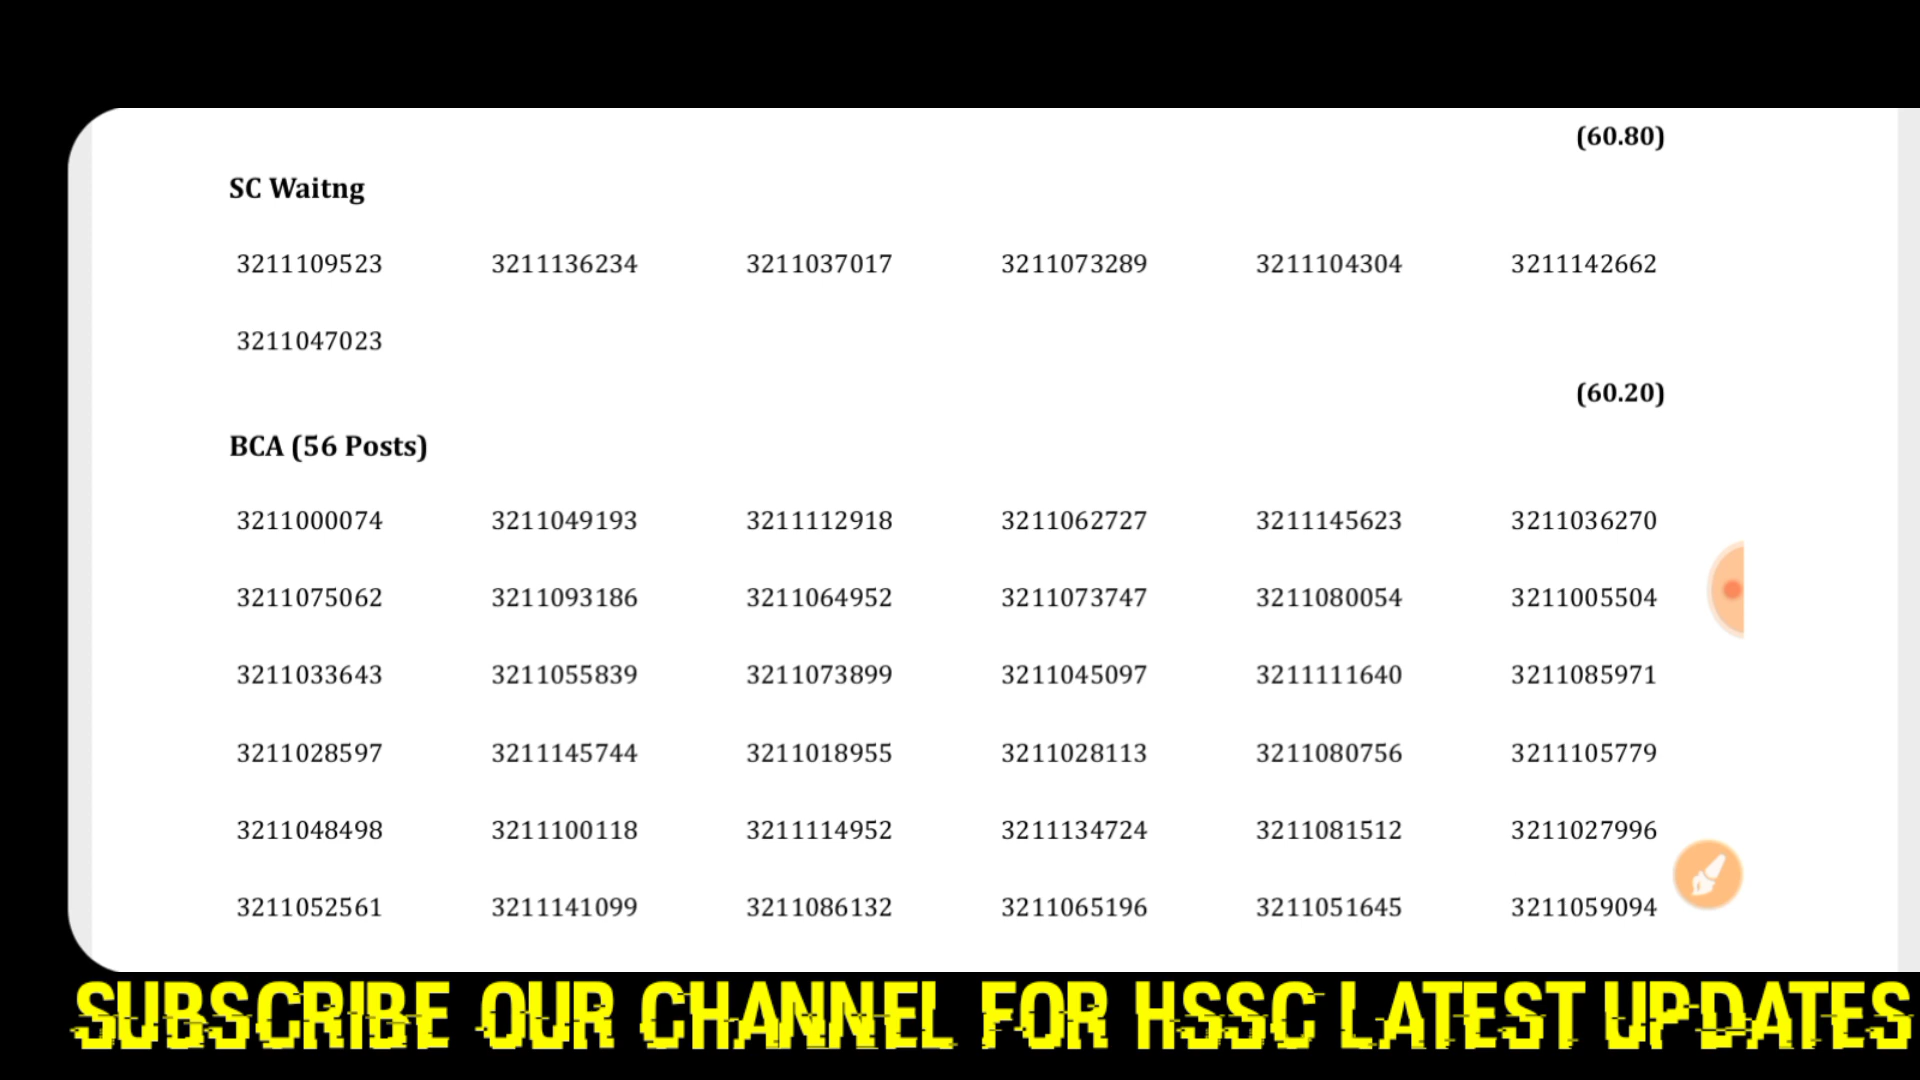 (60.80)
SC Waitng
3211109523 3211136234 3211037017 3211073289 3211104304 3211142662
3211047023
(60.20)
BCA (56 Posts)
3211000074 3211049193 3211112918 3211062727 3211145623 3211036270
3211075062 3211093186 3211064952 3211073747 3211080054 3211005504
3211033643 3211055839 3211073899 3211045097 3211111640 3211085971
3211028597 3211145744 3211018955 3211028113 3211080756 3211105779
3211048498 3211100118 3211114952 3211134724 3211081512 3211027996
3211052561 3211141099 3211086132 3211065196 3211051645 3211059094
SUBSCRIBE OUR CHANNEL FOR HSSC LATEST UPDATES